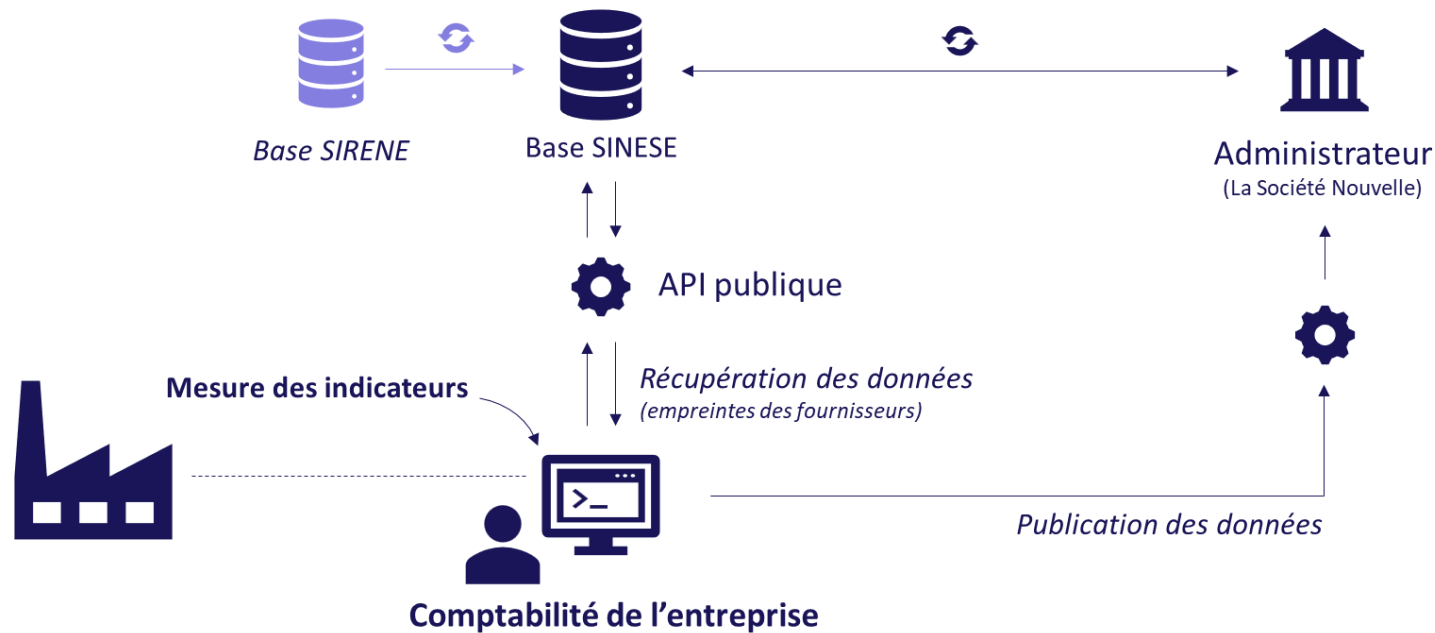 Base SIRENE
Base SINESE
Administrateur
(La Société Nouvelle)
API publique
Mesure des indicateurs
Récupération des données
(empreintes des fournisseurs)
>_
Publication des données
Comptabilité de l’entreprise